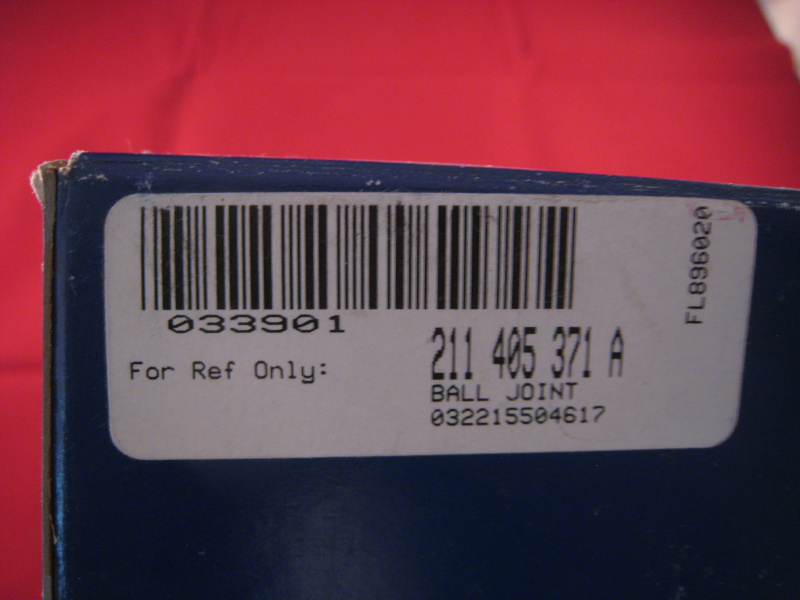 033901
For Ref Only:
211 405 371 A
BALL JOINT
032215504617
FL896020